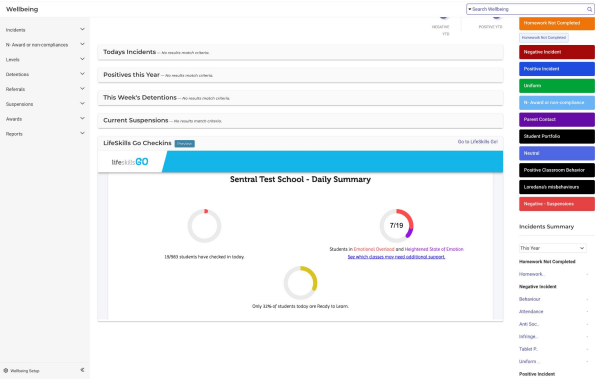 Wellbeing
Search Wellbeing
Incidents
N- Award or non-compliances
Levels
Detentions
Referrals
Suspensions
Awards
Reports
Wellbeing Setup
NEGATIVE YTD
POSITIVE YTD
Todays Incidents -- No results match criteria.
Positives this Year -- No results match criteria.
This Week's Detentions -- No results match criteria.
Current Suspensions -- No results match criteria.
LifeSkills Go Checkins
Go to LifeSkills Go!
lifeskills GO
Sentral Test School - Daily Summary
7/19
19/983 students have checked in today.
Students in Emotional Overload and Heightened State of Emotion
See which classes may need additional support.
Only 31% of students today are Ready to Learn.
Homework Not Completed
Homework Not Completed
Negative Incident
Positive Incident
Uniform
N- Award or non-compliance
Parent Contact
Student Portfolio
Neutral
Positive Classroom Behavior
Loredana's misbehaviours
Negative - Suspensions
Incidents Summary
This Year
Homework Not Completed
Homework. -
Negative Incident
Behaviour -
Attendance -
Anti Soc.. -
Infringe.. -
Tablet P.. -
Uniform .. -
Positive Incident